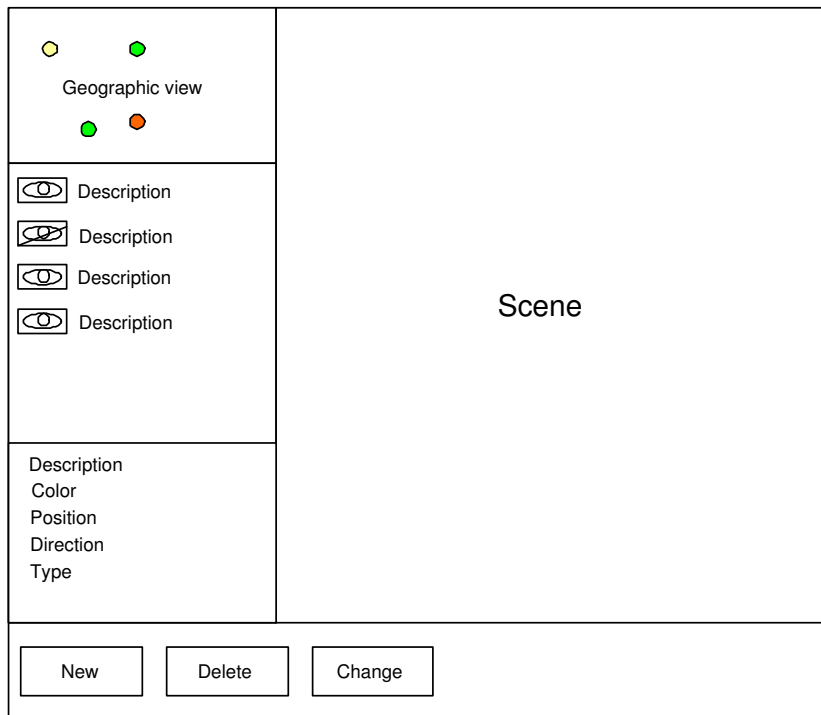 Geographic view
Description
Description
Description
Description
Scene
Description
Color
Position
Direction
Type
New
Delete
Change